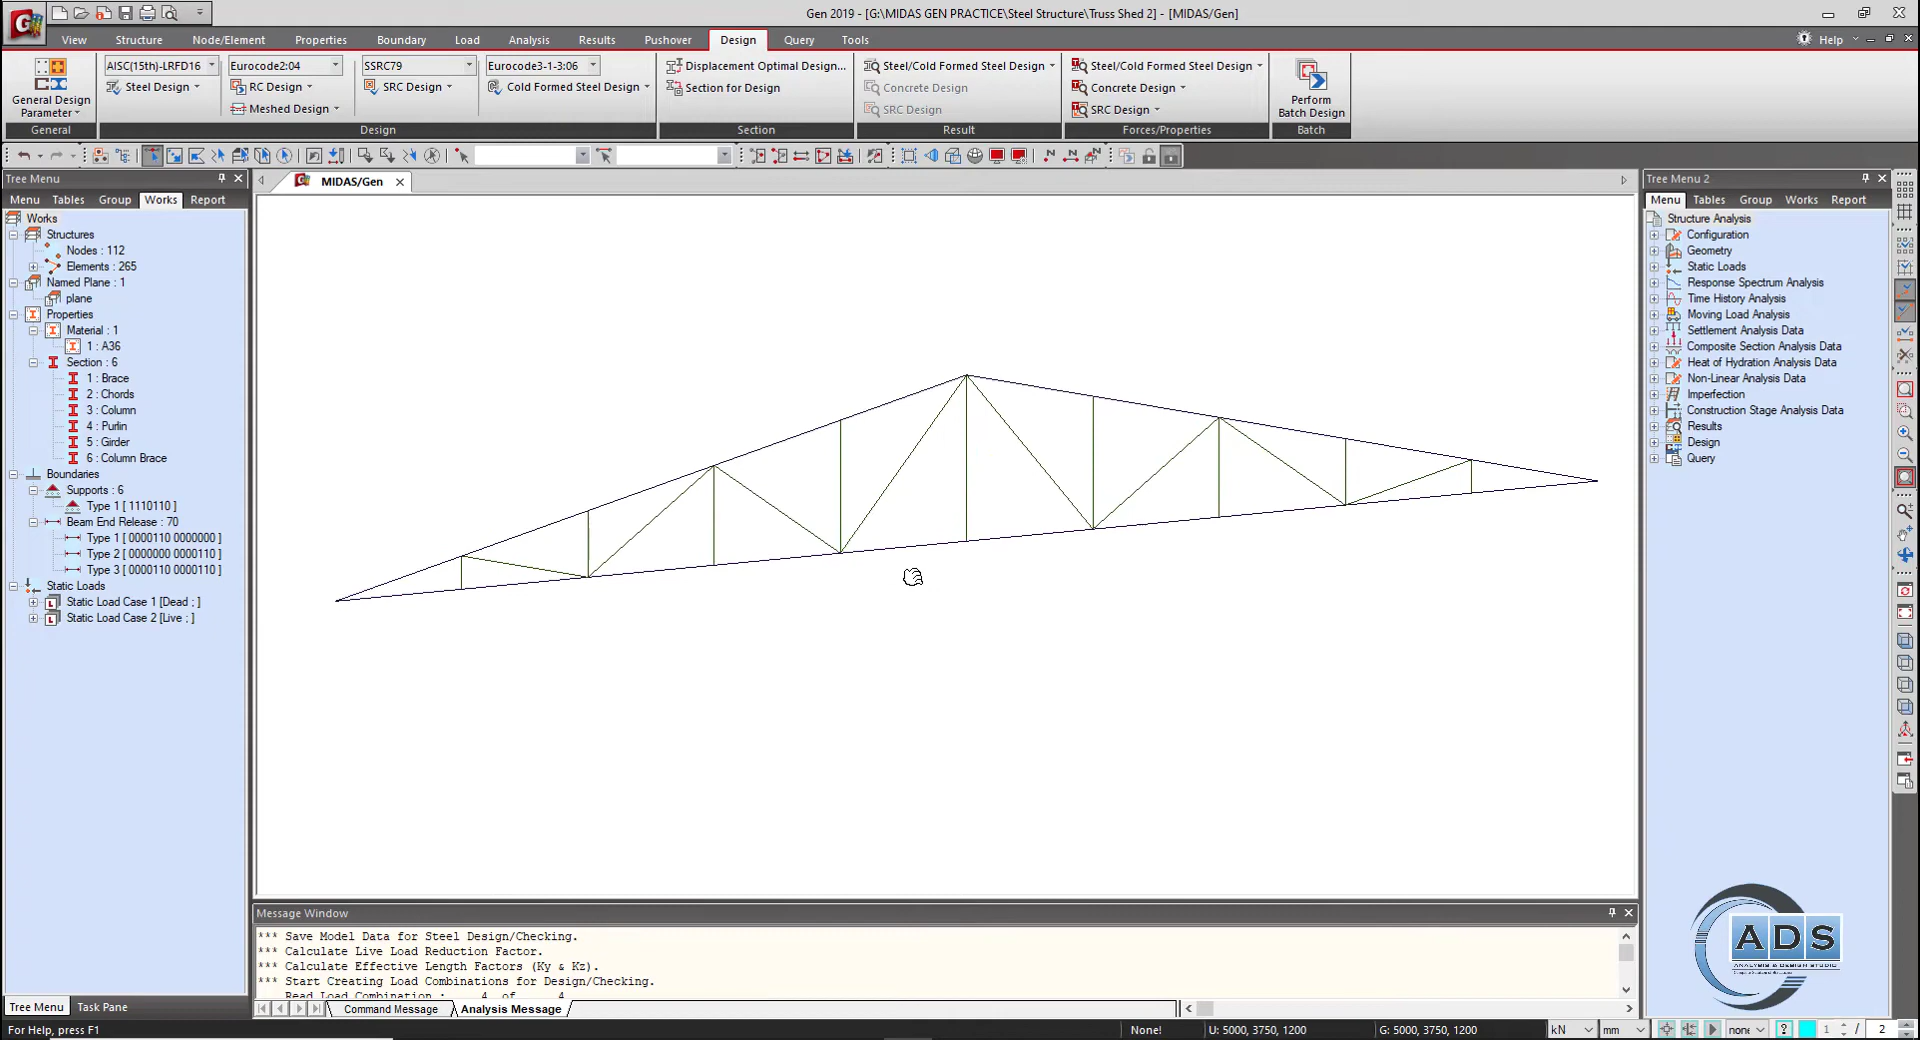 Gen 2019 - [G:\MIDAS GEN PRACTICE\Steel Structure\Truss Shed 2] - [MIDAS/Gen]
View Structure Node/Element Properties Boundary Load Analysis Results Pushover Design Query Tools Help
AISC(15th)-LRFD16 Eurocode2:04 SSRC79 Eurocode3-1-3:06 Displacement Optimal Design... Steel/Cold Formed Steel Design Steel/Cold Formed Steel Design
Steel Design RC Design SRC Design Cold Formed Steel Design Section for Design Concrete Design Concrete Design
General Design Parameter Meshed Design SRC Design SRC Design Perform Batch Design
General Design Section Result Forces/Properties Batch
Tree Menu
Menu Tables Group Works Report
Works
Structures
Nodes : 112
Elements : 265
Named Plane : 1
plane
Properties
Material : 1
1 : A36
Section : 6
1 : Brace
2 : Chords
3 : Column
4 : Purlin
5 : Girder
6 : Column Brace
Boundaries
Supports : 6
Type 1 [ 1110110 ]
Beam End Release : 70
Type 1 [ 0000110 0000000 ]
Type 2 [ 0000000 0000110 ]
Type 3 [ 0000110 0000110 ]
Static Loads
Static Load Case 1 [Dead ; ]
Static Load Case 2 [Live ; ]
Tree Menu Task Pane
MIDAS/Gen
Tree Menu 2
Menu Tables Group Works Report
Structure Analysis
Configuration
Geometry
Static Loads
Response Spectrum Analysis
Time History Analysis
Moving Load Analysis
Settlement Analysis Data
Composite Section Analysis Data
Heat of Hydration Analysis Data
Non-Linear Analysis Data
Imperfection
Construction Stage Analysis Data
Results
Design
Query
Message Window
*** Save Model Data for Steel Design/Checking.
*** Calculate Live Load Reduction Factor.
*** Calculate Effective Length Factors (Ky & Kz).
*** Start Creating Load Combinations for Design/Checking.
Read Load Combination : 4 of 4
Command Message Analysis Message
ADS
ANALYSIS & DESIGN STUDIO
For Help, press F1
None! U: 5000, 3750, 1200 G: 5000, 3750, 1200 kN mm none 1 / 2